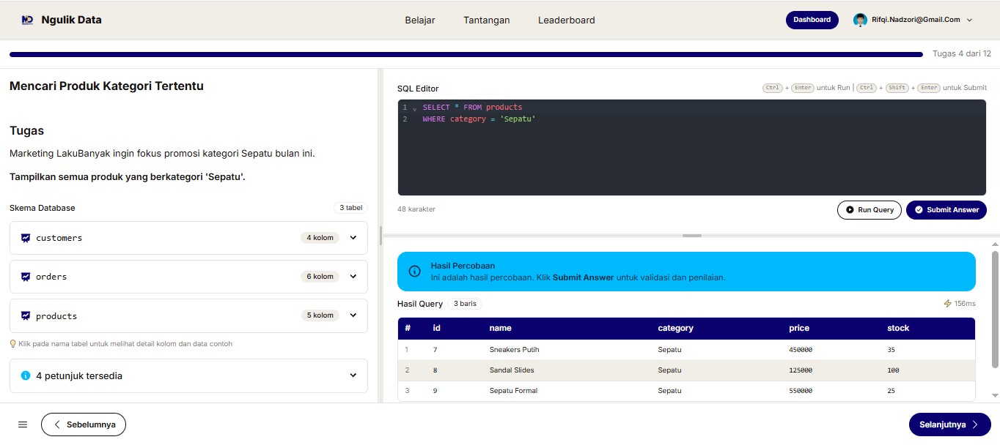 ND Ngulik Data Belajar Tantangan Leaderboard Dashboard Rifqi.Nadzori@Gmail.Com
Tugas 4 dari 12
Mencari Produk Kategori Tertentu
Tugas
Marketing LakuBanyak ingin fokus promosi kategori Sepatu bulan ini.
Tampilkan semua produk yang berkategori 'Sepatu'.
Skema Database 3 tabel
customers 4 kolom
orders 6 kolom
products 5 kolom
Klik pada nama tabel untuk melihat detail kolom dan data contoh
4 petunjuk tersedia
SQL Editor Ctrl + Enter untuk Run | Ctrl + Shift + Enter untuk Submit
1 SELECT * FROM products
2 WHERE category = 'Sepatu'
48 karakter Run Query Submit Answer
Hasil Percobaan
Ini adalah hasil percobaan. Klik Submit Answer untuk validasi dan penilaian.
Hasil Query 3 baris 156ms
# id name category price stock
1 7 Sneakers Putih Sepatu 450000 35
2 8 Sandal Slides Sepatu 125000 100
3 9 Sepatu Formal Sepatu 550000 25
Sebelumnya Selanjutnya